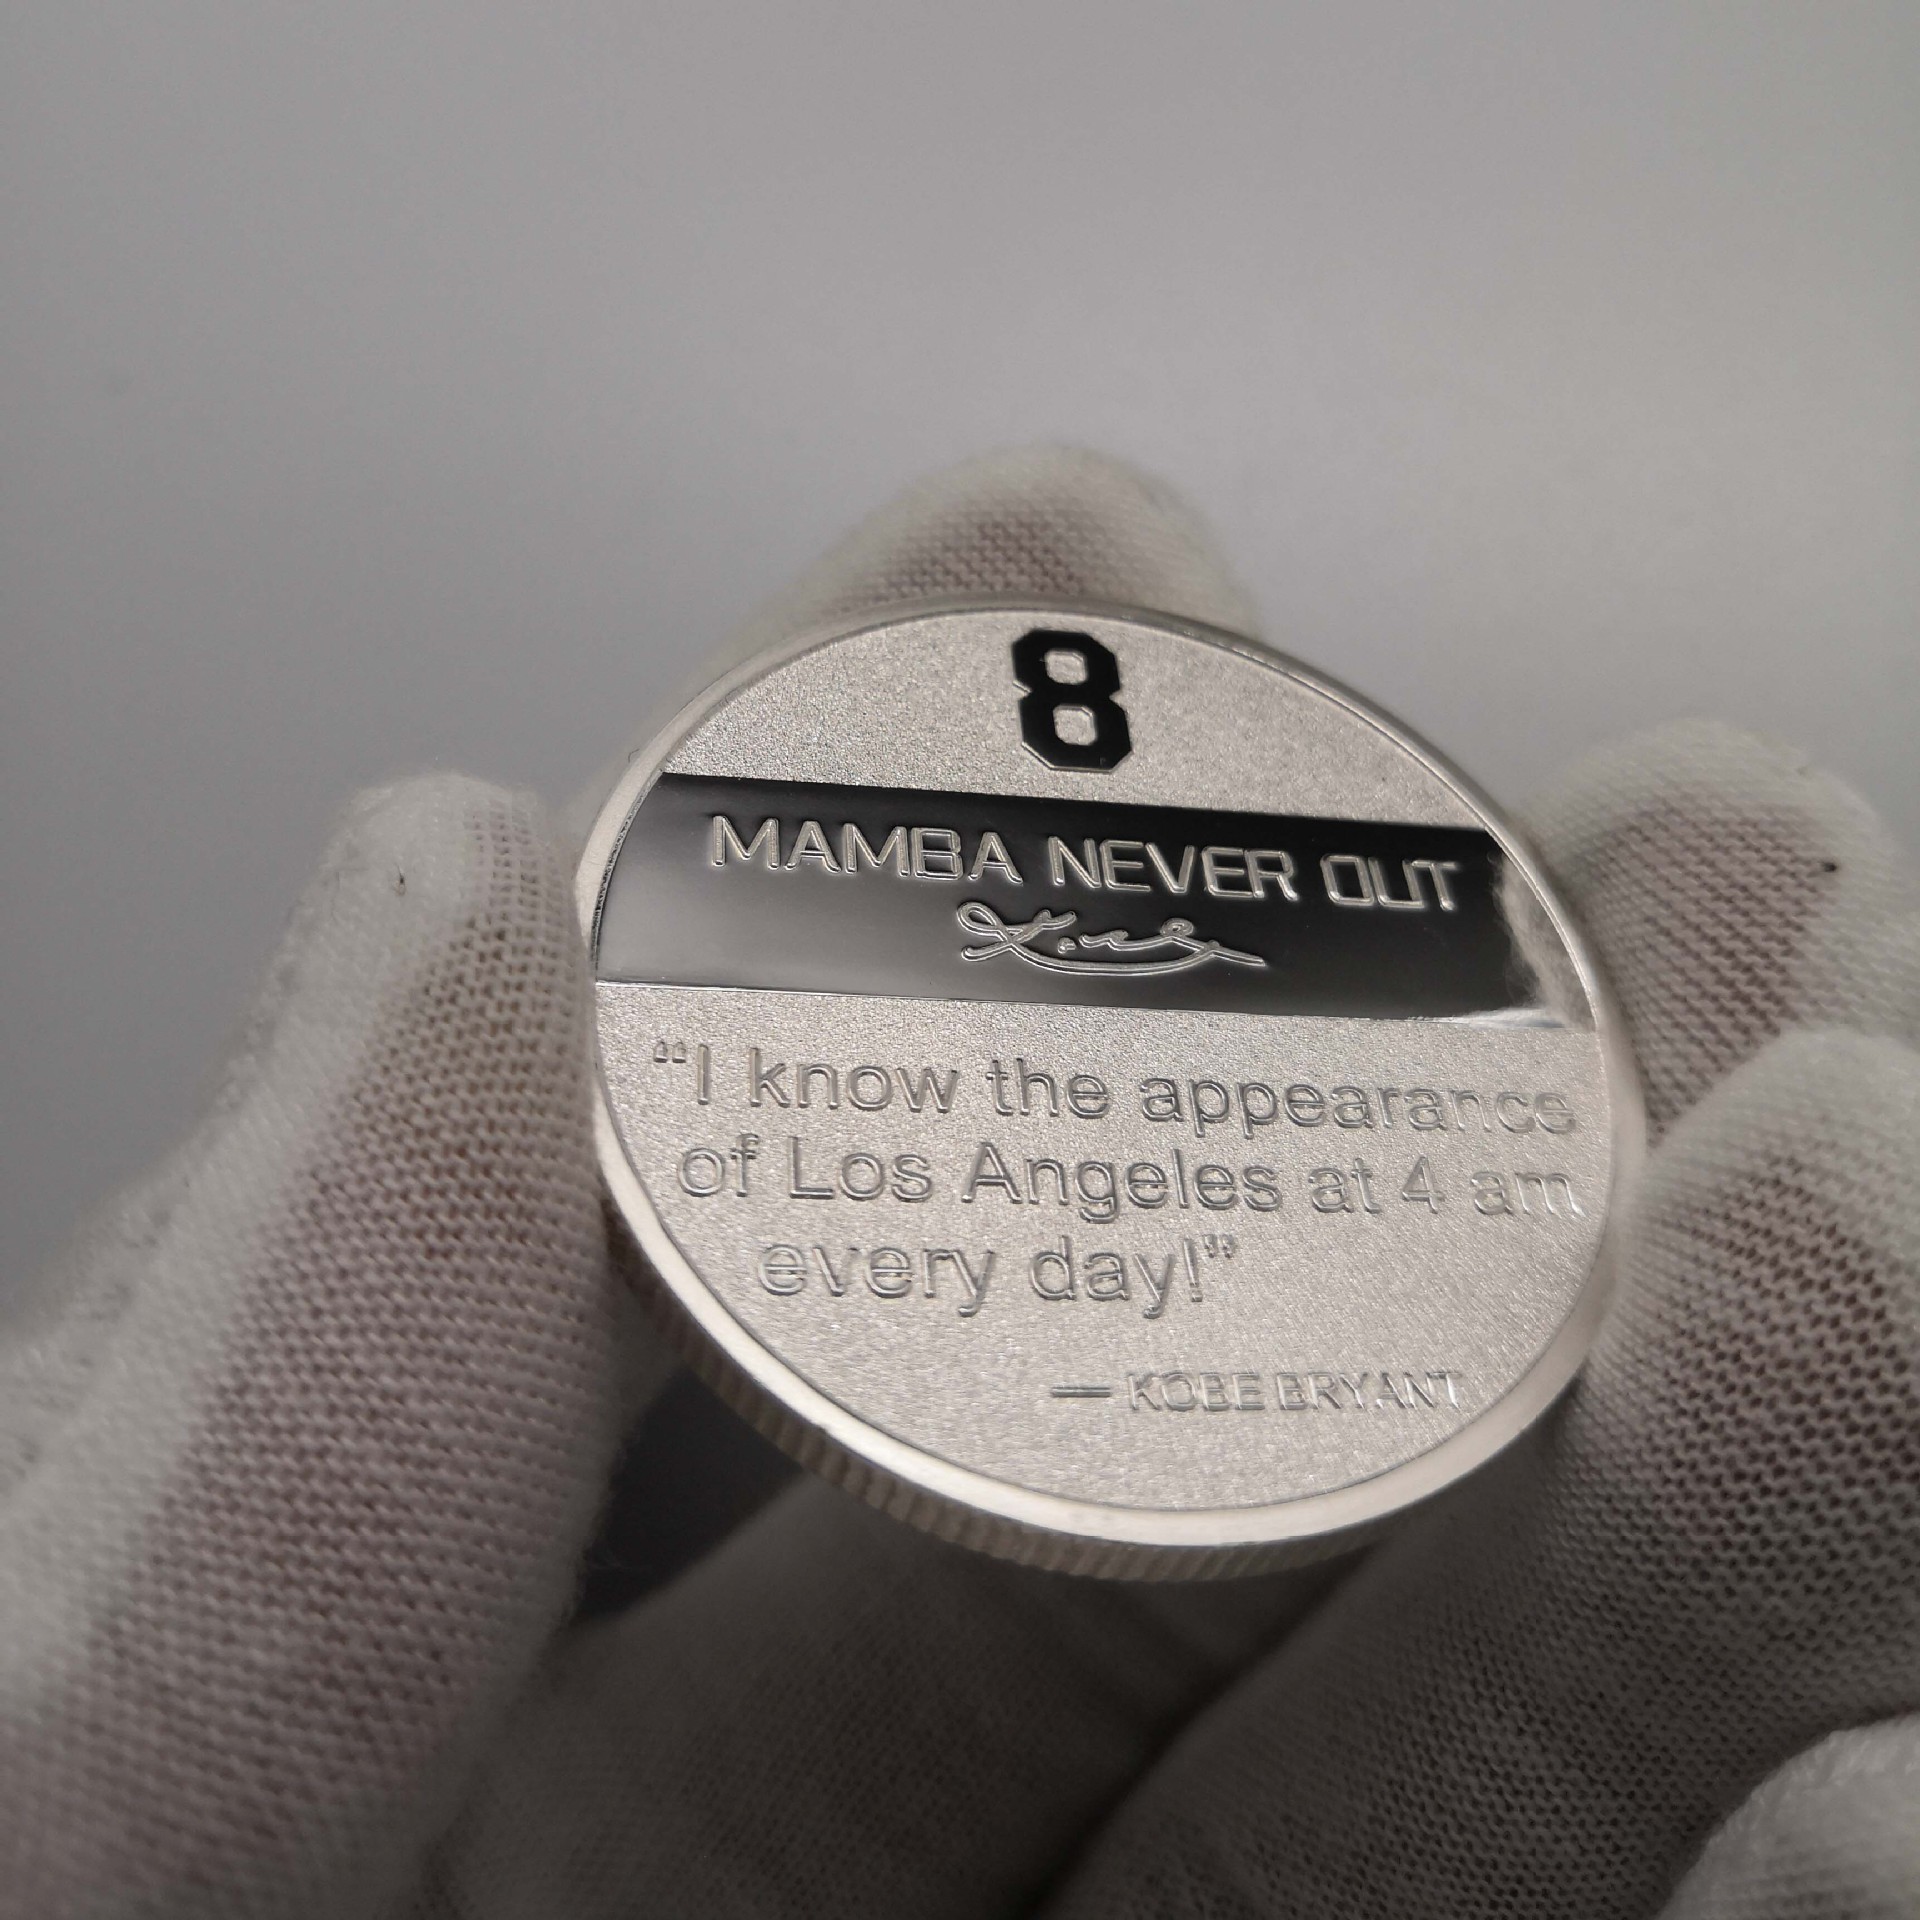 8
MAMBA NEVER OUT
“I know the appearance
of Los Angeles at 4 am
every day!”
— KOBE BRYANT